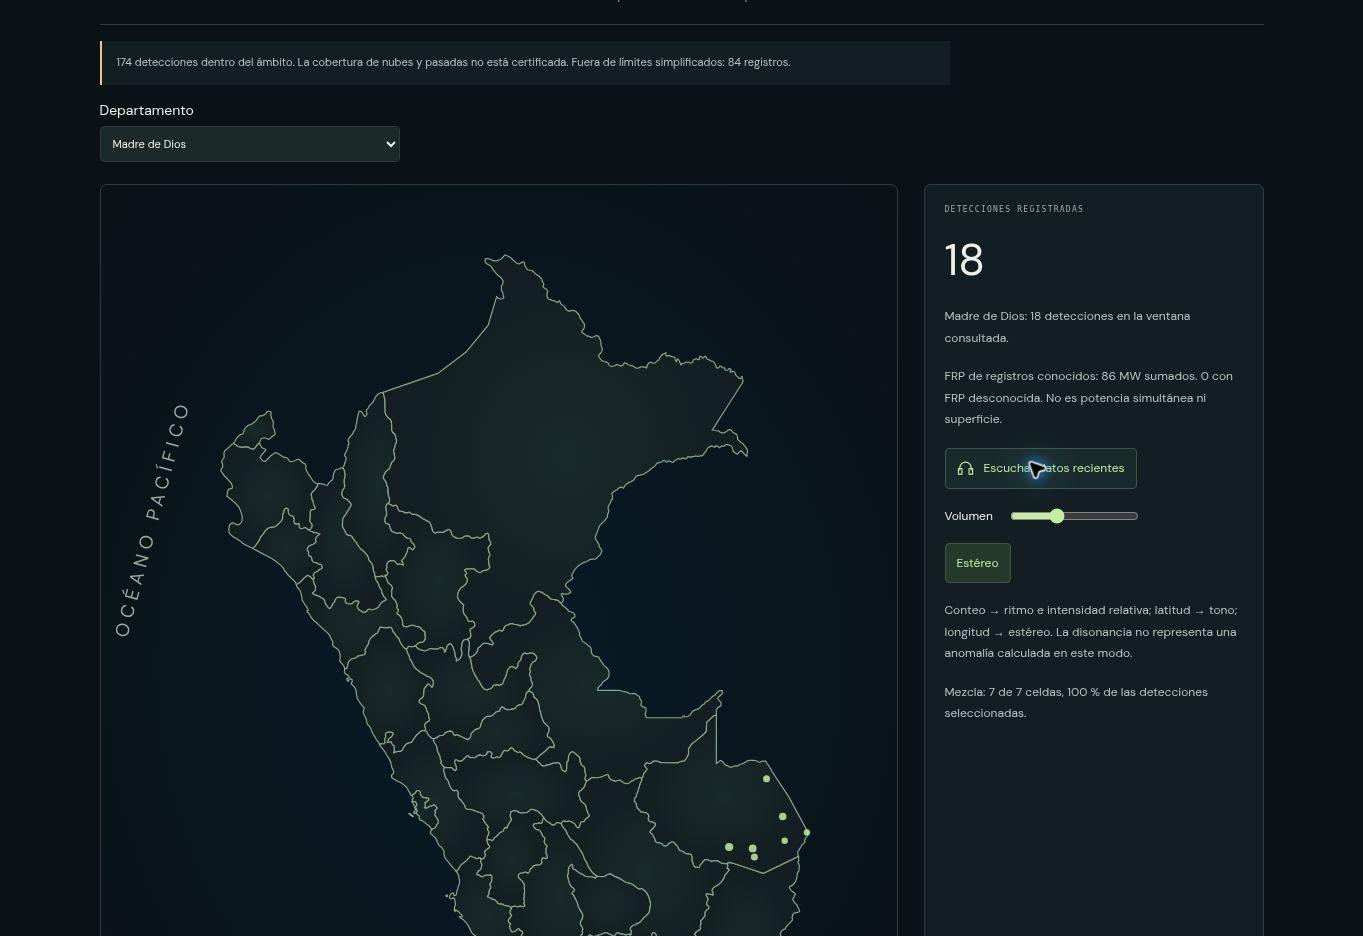 174 detecciones dentro del ámbito. La cobertura de nubes y pasadas no está certificada. Fuera de límites simplificados: 84 registros.
Departamento
Madre de Dios
OCÉANO PACÍFICO
DETECCIONES REGISTRADAS
18
Madre de Dios: 18 detecciones en la ventana
consultada.
FRP de registros conocidos: 86 MW sumados. 0 con
FRP desconocida. No es potencia simultánea ni
superficie.
recientes
Volumen
Estéreo
Conteo → ritmo e intensidad relativa; latitud → tono;
longitud → estéreo. La disonancia no representa una
anomalía calculada en este modo.
Mezcla: 7 de 7 celdas, 100 % de las detecciones
seleccionadas.